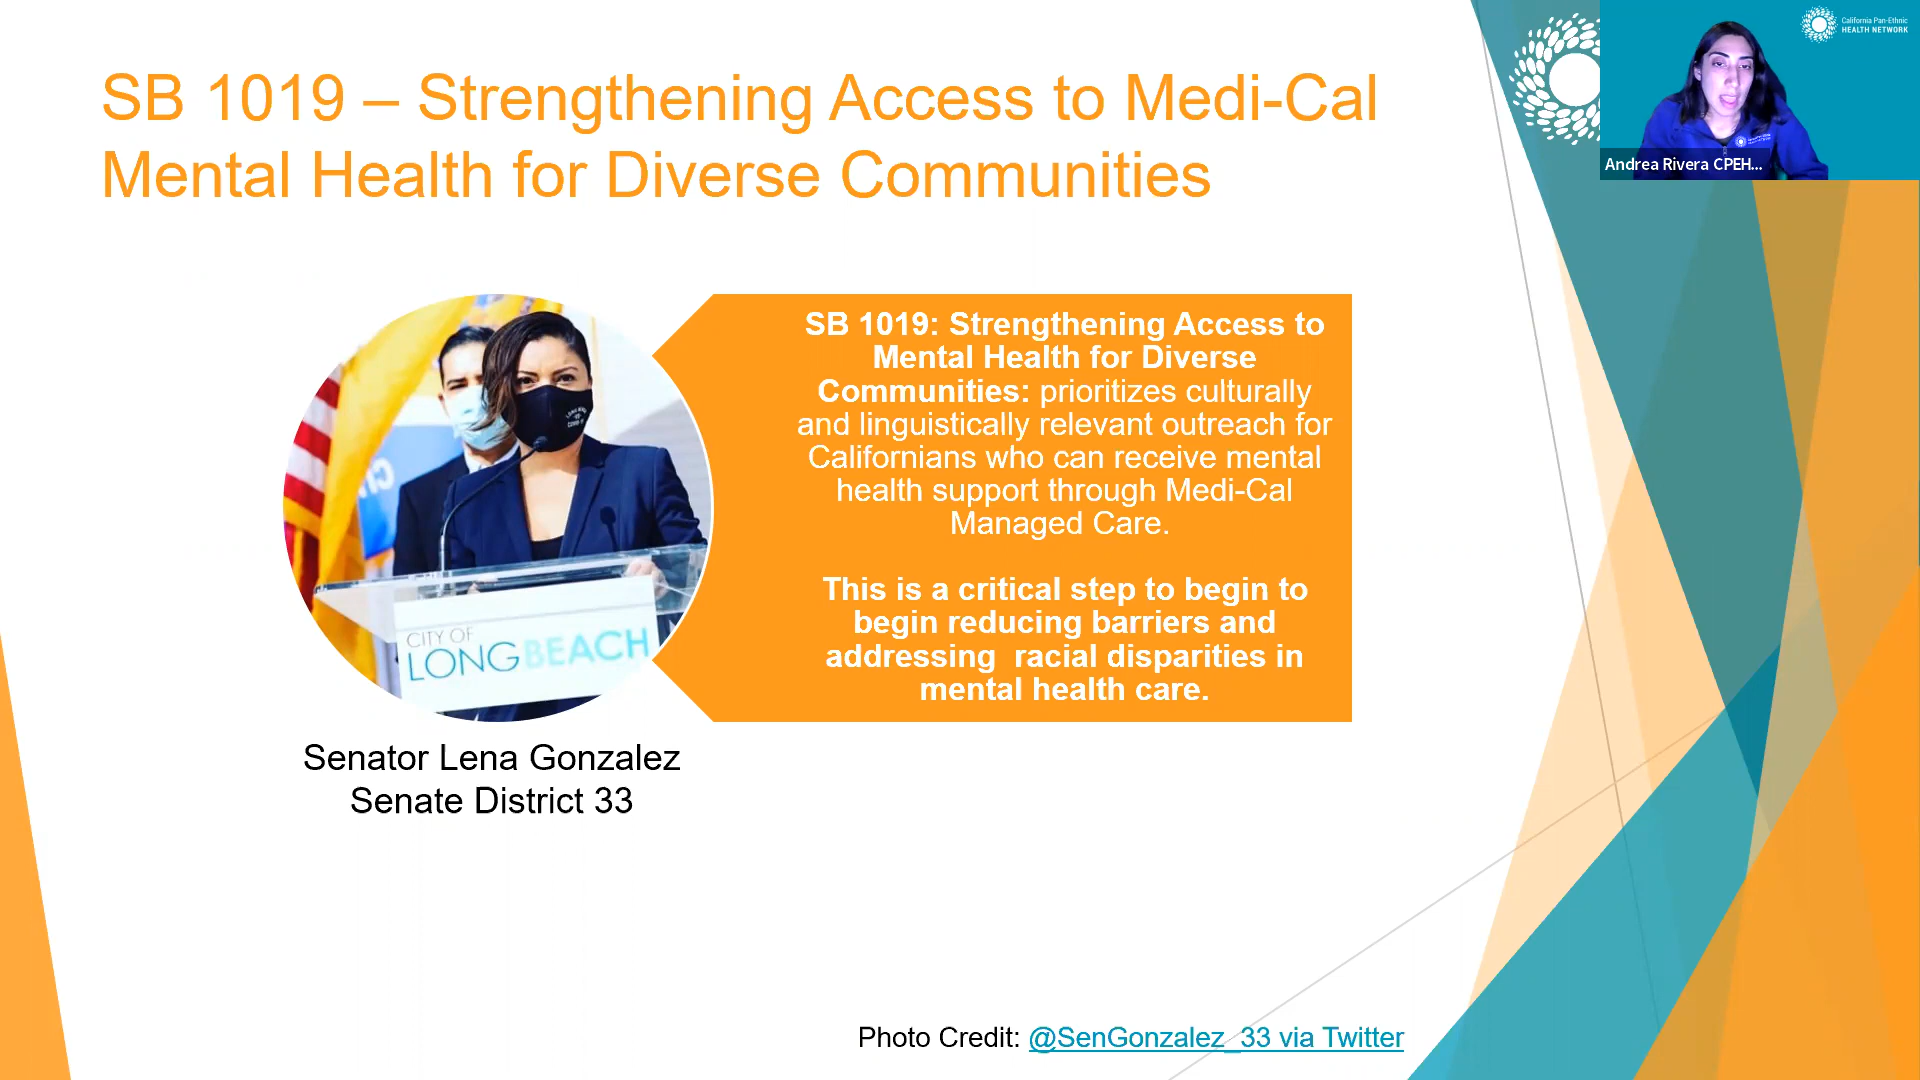 SB 1019 – Strengthening Access to Medi-Cal
Mental Health for Diverse Communities
California Pan-Ethnic
HEALTH NETWORK
Andrea Rivera CPEH...
SB 1019: Strengthening Access to
Mental Health for Diverse
Communities: prioritizes culturally
and linguistically relevant outreach for
Californians who can receive mental
health support through Medi-Cal
Managed Care.
This is a critical step to begin to
begin reducing barriers and
addressing  racial disparities in
mental health care.
CITY OF
LONGBEACH
Senator Lena Gonzalez
Senate District 33
Photo Credit: @SenGonzalez_33 via Twitter